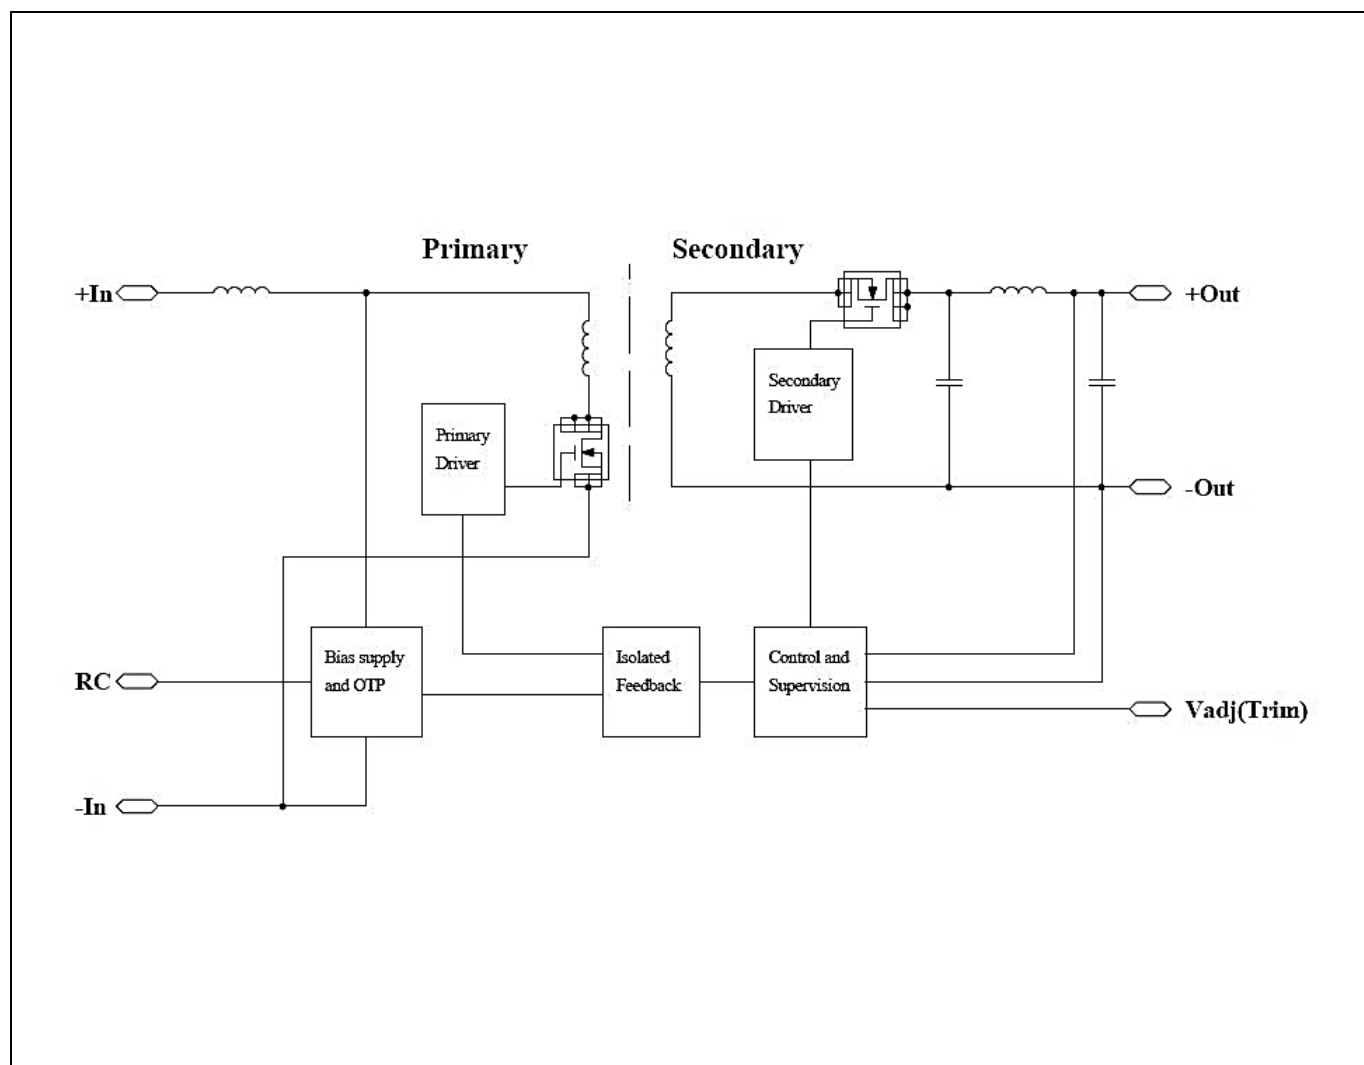 Primary
Secondary
+In
+Out
Secondary
Driver
Primary
Driver
-Out
Bias supply
and OTP
Isolated
Feedback
Control and
Supervision
RC
Vadj(Trim)
-In